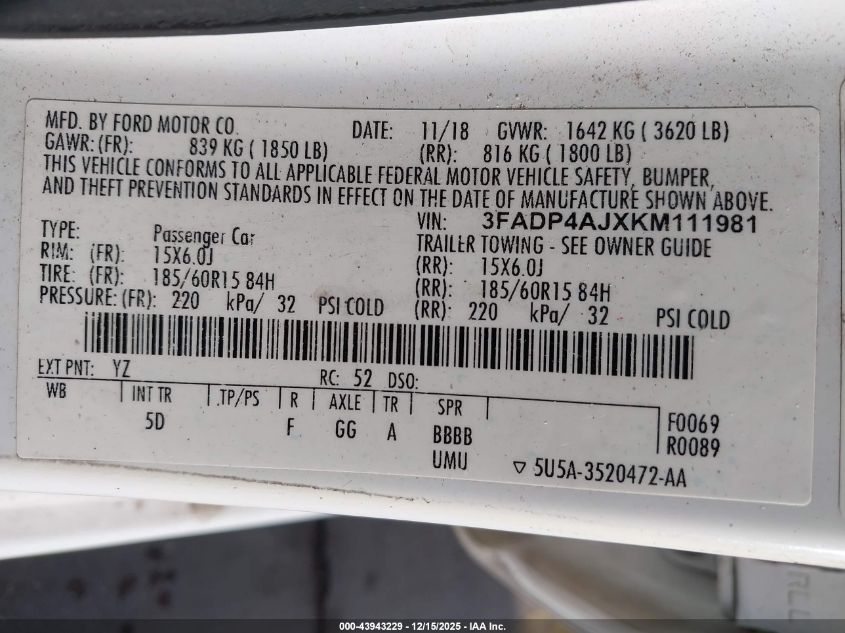 MFD. BY FORD MOTOR CO. DATE: 11/18 GVWR: 1642 KG ( 3620 LB)
GAWR: (FR): 839 KG ( 1850 LB) (RR): 816 KG ( 1800 LB)
THIS VEHICLE CONFORMS TO ALL APPLICABLE FEDERAL MOTOR VEHICLE SAFETY, BUMPER,
AND THEFT PREVENTION STANDARDS IN EFFECT ON THE DATE OF MANUFACTURE SHOWN ABOVE.
VIN: 3FADP4AJXKM111981
TYPE: Passenger Car TRAILER TOWING - SEE OWNER GUIDE
RIM: (FR): 15X6.0J (RR): 15X6.0J
TIRE: (FR): 185/60R15 84H (RR): 185/60R15 84H
PRESSURE: (FR): 220 kPa/ 32 PSI COLD (RR): 220 kPa/ 32 PSI COLD
EXT PNT: YZ RC: 52 DSO:
WB INT TR TP/PS R AXLE TR SPR
5D F GG A BBBB F0069
UMU R0089
▽ 5U5A-3520472-AA
000-43943229 - 12/15/2025 - IAA Inc.